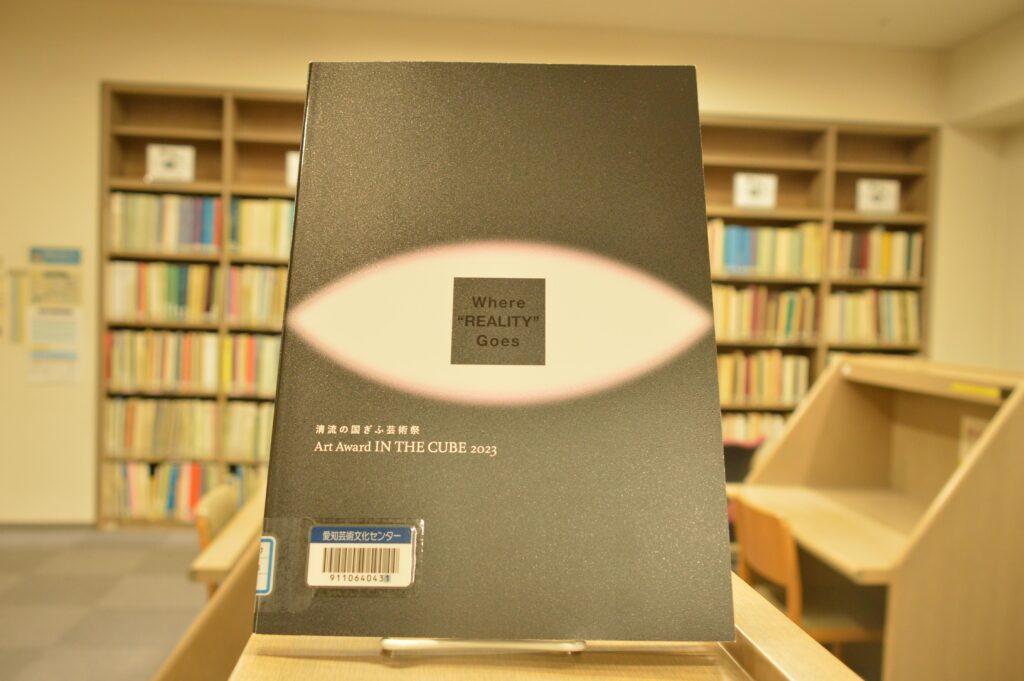 Where
“REALITY”
Goes
清流の国ぎふ芸術祭
Art Award IN THE CUBE 2023
愛知芸術文化センター
9110640431